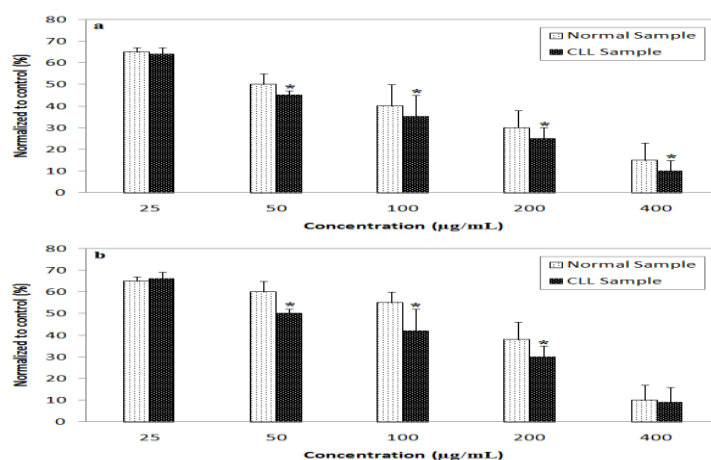 a
Normalized to control (%)
80
70
60
50
40
30
20
10
0
Normal Sample
CLL Sample
*
*
*
*
25 50 100 200 400
Concentration (µg/mL)
b
Normalized to control (%)
80
70
60
50
40
30
20
10
0
Normal Sample
CLL Sample
*
*
*
25 50 100 200 400
Concentration (µg/mL)